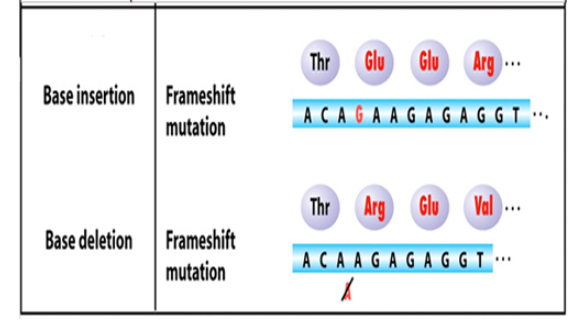 Thr Glu Glu Arg ...
Base insertion Frameshift
mutation
A C A G A A G A G A G G T ...
Thr Arg Glu Val ...
Base deletion Frameshift
mutation
A C A A G A G A G G T ...
A